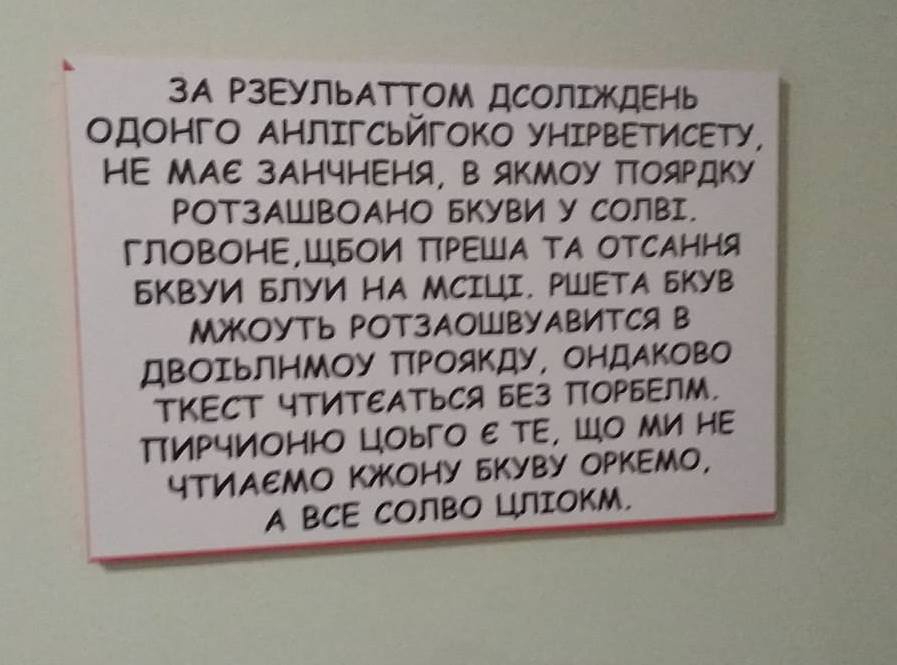 ЗА РЗЕУЛЬАТТОМ ДСОЛІЖДЕНЬ
ОДОНГО АНЛІГСЬЙГОКО УНІРВЕТИСЕТУ,
НЕ МАЄ ЗАНЧНЕНЯ, В ЯКМОУ ПОЯРДКУ
РОТЗАШВОАНО БКУВИ У СОЛВІ.
ГЛОВОНЕ,ЩБОИ ПРЕША ТА ОТСАННЯ
БКВУИ БЛУИ НА МСІЦІ. РШЕТА БКУВ
МЖОУТЬ РОТЗАОШВУАВИТСЯ В
ДВОІЬЛНМОУ ПРОЯКДУ, ОНДАКОВО
ТКЕСТ ЧТИТЄАТЬСЯ БЕЗ ПОРБЕЛМ.
ПИРЧИОНЮ ЦОЬГО Є ТЕ, ЩО МИ НЕ
ЧТИАЄМО КЖОНУ БКУВУ ОРКЕМО,
А ВСЕ СОЛВО ЦЛІОКМ.